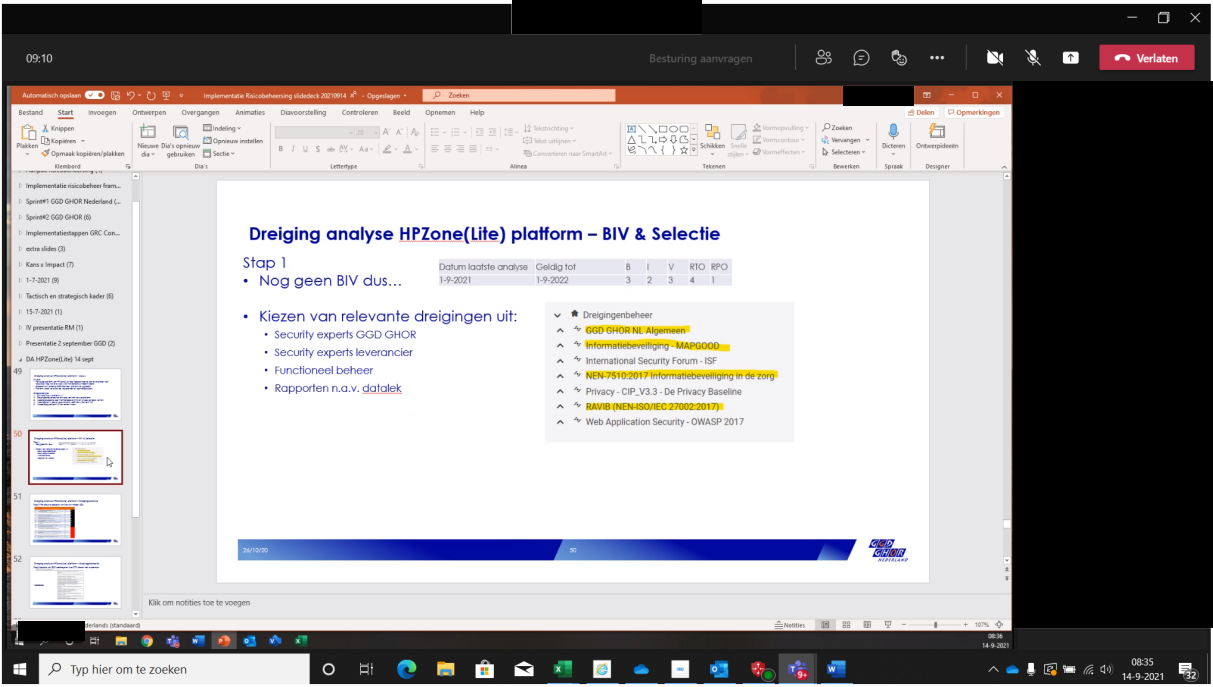 09:10
Besturing aanvragen
Verlaten
Automatisch opslaan
Implementatie Risicobeheersing slidedeck 20210914
Opgeslagen
Zoeken
Bestand Start Invoegen Ontwerpen Overgangen Animaties Diavoorstelling Controleren Beeld Opnemen Help
Delen Opmerkingen
Plakken
Knippen
Kopiëren
Opmaak kopiëren/plakken
Klembord
Nieuwe dia
Dia's opnieuw gebruiken
Indeling
Opnieuw instellen
Sectie
Dia's
Lettertype
Tekstrichting
Tekst uitlijnen
Converteren naar SmartArt
Alinea
Schikken
Snelle stijlen
Vormopvulling
Vormcontour
Vormeffecten
Tekenen
Zoeken
Vervangen
Selecteren
Bewerken
Dicteren
Spraak
Ontwerpideeën
Designer
Implementatie risicobeheer fram...
Sprint#1 GGD GHOR Nederland (...
Sprint#2 GGD GHOR (6)
Implementatiestappen GRC Con...
extra slides (3)
Kans x Impact (7)
1-7-2021 (9)
Tactisch en strategisch kader (6)
15-7-2021 (1)
IV presentatie RM (1)
Presentatie 2 september GGD (2)
DA HPZone(Lite) 14 sept
49
50
51
52
Dreiging analyse HPZone(Lite) platform – BIV & Selectie
Stap 1
• Nog geen BIV dus…
Datum laatste analyse Geldig tot B I V RTO RPO
1-9-2021 1-9-2022 3 2 3 4 1
• Kiezen van relevante dreigingen uit:
• Security experts GGD GHOR
• Security experts leverancier
• Functioneel beheer
• Rapporten n.a.v. datalek
Dreigingenbeheer
GGD GHOR NL Algemeen
Informatiebeveiliging - MAPGOOD
International Security Forum - ISF
NEN-7510:2017 Informatiebeveiliging in de zorg
Privacy - CIP_V3.3 - De Privacy Baseline
RAVIB (NEN-ISO/IEC 27002:2017)
Web Application Security - OWASP 2017
26/10/20
50
GGD
GHOR
NEDERLAND
Klik om notities toe te voegen
derlands (standaard)
Notities
107%
08:36
14-9-2021
Typ hier om te zoeken
9+
08:35
14-9-2021
32